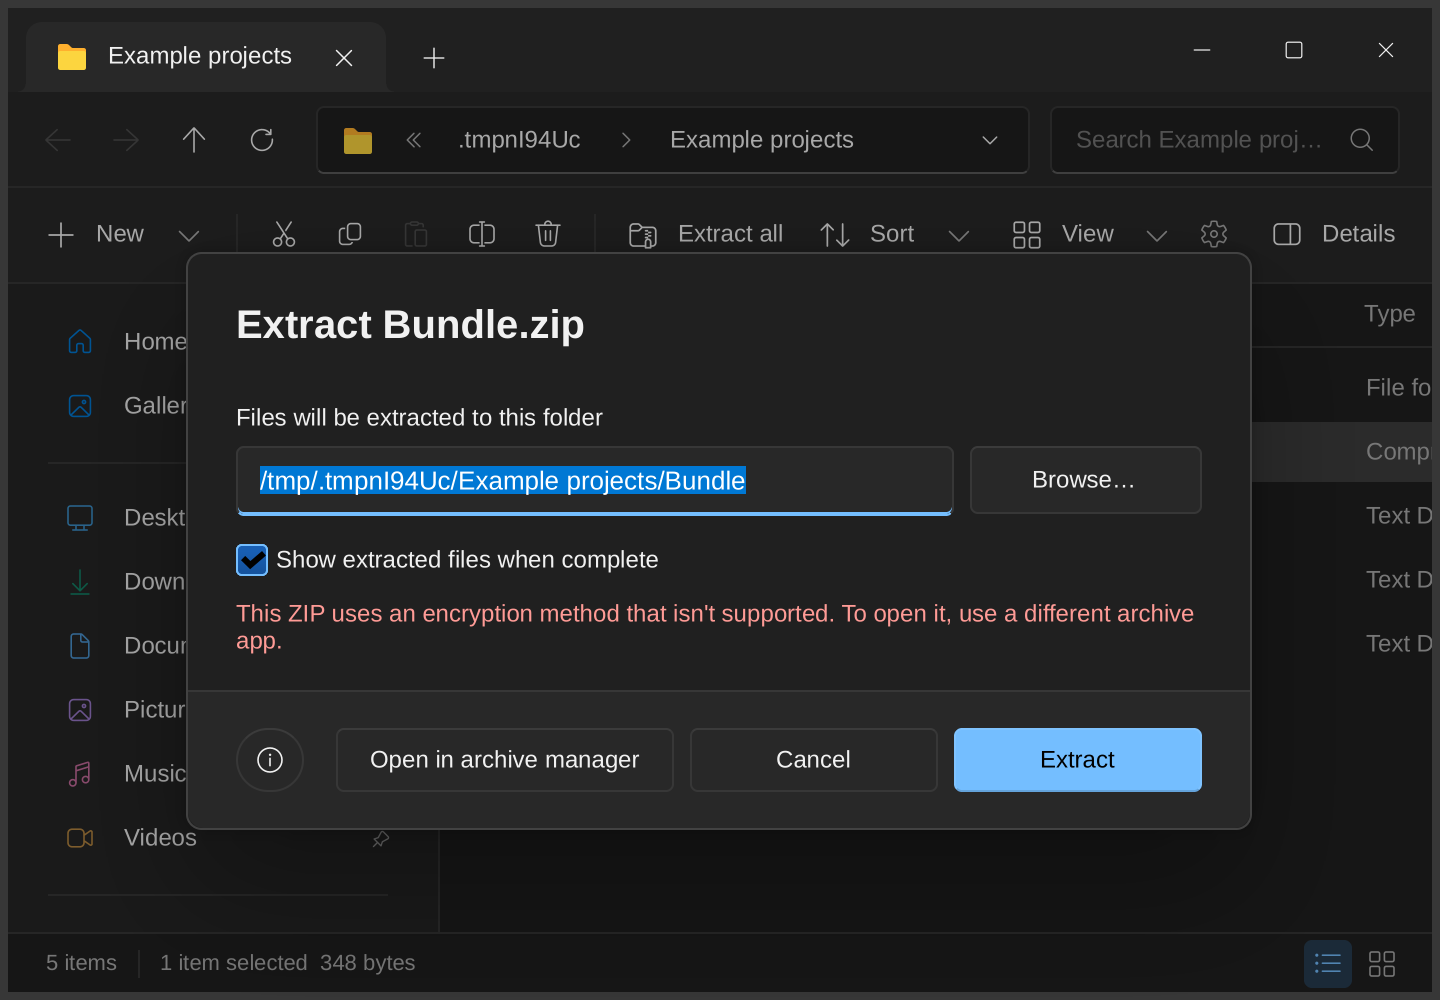 Example projects
.tmpnI94Uc
Example projects
Search Example proj…
New
Extract all
Sort
View
Details
Type
Home
File fo
Extract Bundle.zip
Files will be extracted to this folder
/tmp/.tmpnI94Uc/Example projects/Bundle
Browse…
Show extracted files when complete
This ZIP uses an encryption method that isn't supported. To open it, use a different archive
app.
Open in archive manager
Cancel
Extract
Galler
Compr
Deskt
Text D
Down
Text D
Docur
Text D
Pictur
Music
Videos
5 items
1 item selected 348 bytes